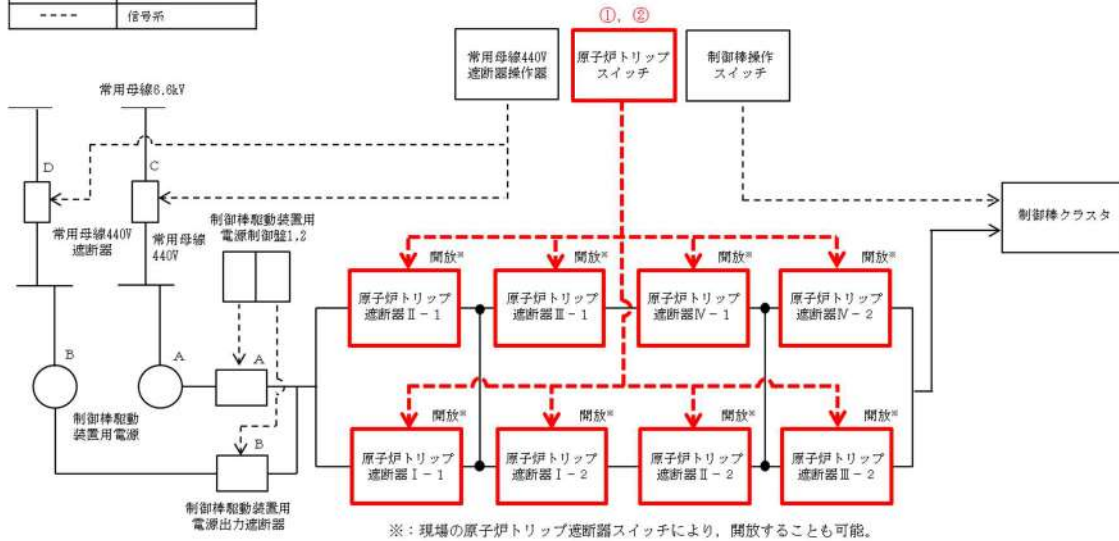 信号系
①，②
常用母線440V
遮断器操作器
原子炉トリップ
スイッチ
制御棒操作
スイッチ
常用母線6.6kV
D
C
常用母線440V
遮断器
常用母線
440V
制御棒駆動装置用
電源制御盤1,2
制御棒クラスタ
開放※
開放※
開放※
開放※
原子炉トリップ
遮断器Ⅱ－1
原子炉トリップ
遮断器Ⅲ－1
原子炉トリップ
遮断器Ⅳ－1
原子炉トリップ
遮断器Ⅳ－2
B
A
A
制御棒駆動
装置用電源
B
制御棒駆動装置用
電源出力遮断器
開放※
開放※
開放※
開放※
原子炉トリップ
遮断器Ⅰ－1
原子炉トリップ
遮断器Ⅰ－2
原子炉トリップ
遮断器Ⅱ－2
原子炉トリップ
遮断器Ⅲ－2
※：現場の原子炉トリップ遮断器スイッチにより，開放することも可能。